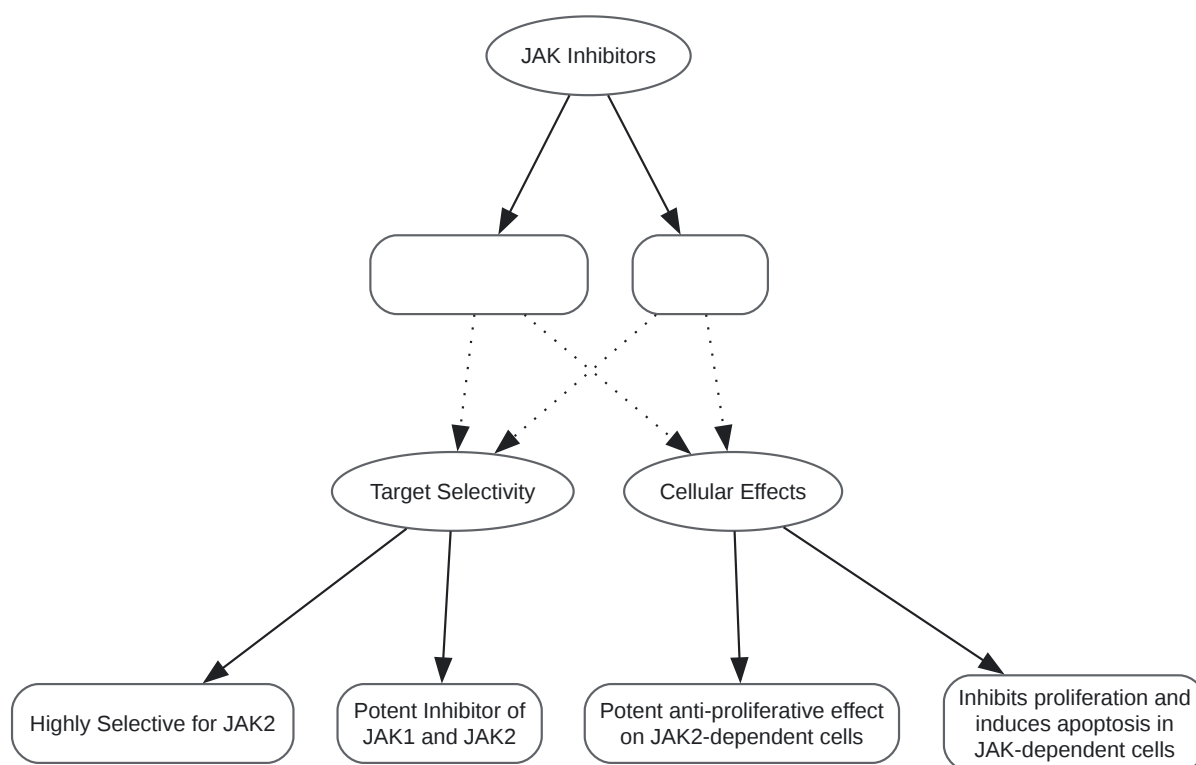 JAK Inhibitors
Target Selectivity
Cellular Effects
Highly Selective for JAK2
Potent Inhibitor of
JAK1 and JAK2
Potent anti-proliferative effect
on JAK2-dependent cells
Inhibits proliferation and
induces apoptosis in
JAK-dependent cells